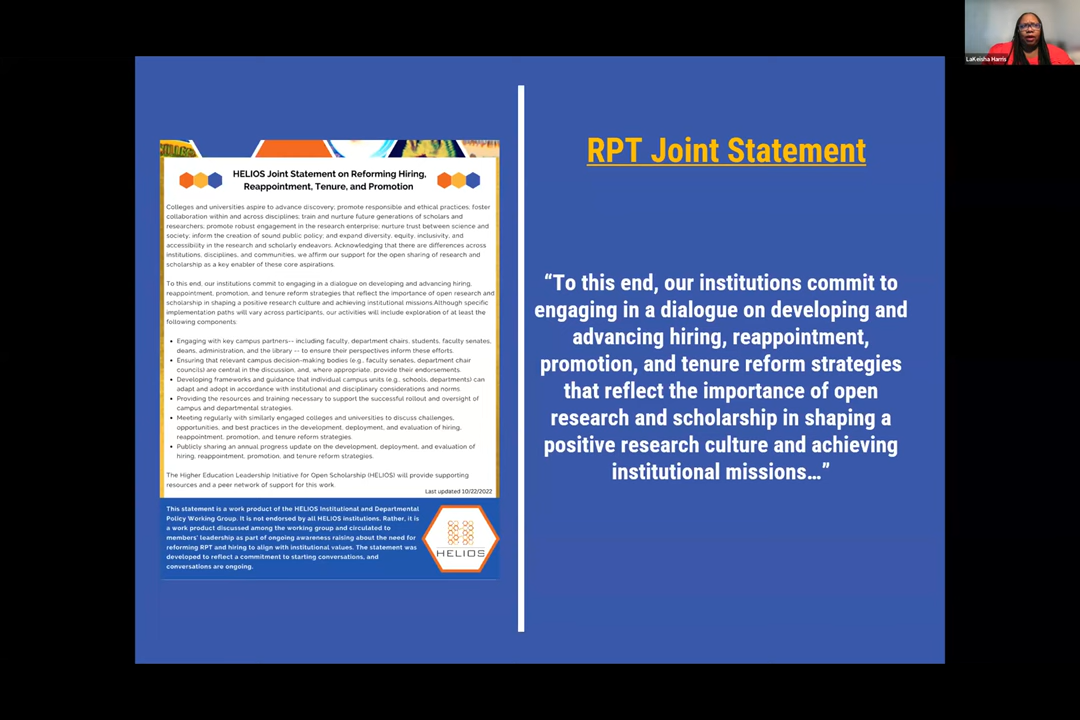 LaKeisha Harris
HELIOS Joint Statement on Reforming Hiring,
Reappointment, Tenure, and Promotion
Colleges and universities aspire to advance discovery; promote responsible and ethical practices; foster
collaboration within and across disciplines; train and nurture future generations of scholars and
researchers; promote robust engagement in the research enterprise; nurture trust between science and
society; inform the creation of sound public policy; and expand diversity, equity, inclusivity, and
accessibility in the research and scholarly endeavors. Acknowledging that there are differences across
institutions, disciplines, and communities, we affirm our support for the open sharing of research and
scholarship as a key enabler of these core aspirations.
To this end, our institutions commit to engaging in a dialogue on developing and advancing hiring,
reappointment, promotion, and tenure reform strategies that reflect the importance of open research and
scholarship in shaping a positive research culture and achieving institutional missions.Although specific
implementation paths will vary across participants, our activities will include exploration of at least the
following components:
• Engaging with key campus partners-- including faculty, department chairs, students, faculty senates,
deans, administration, and the library -- to ensure their perspectives inform these efforts.
• Ensuring that relevant campus decision-making bodies (e.g., faculty senates, department chair
councils) are central in the discussion, and, where appropriate, provide their endorsements.
• Developing frameworks and guidance that individual campus units (e.g., schools, departments) can
adapt and adopt in accordance with institutional and disciplinary considerations and norms.
• Providing the resources and training necessary to support the successful rollout and oversight of
campus and departmental strategies.
• Meeting regularly with similarly engaged colleges and universities to discuss challenges,
opportunities, and best practices in the development, deployment, and evaluation of hiring,
reappointment, promotion, and tenure reform strategies.
• Publicly sharing an annual progress update on the development, deployment, and evaluation of
hiring, reappointment, promotion, and tenure reform strategies.
The Higher Education Leadership Initiative for Open Scholarship (HELIOS) will provide supporting
resources and a peer network of support for this work.
Last updated 10/22/2022
This statement is a work product of the HELIOS Institutional and Departmental
Policy Working Group. It is not endorsed by all HELIOS institutions. Rather, it is
a work product discussed among the working group and circulated to
members' leadership as part of ongoing awareness raising about the need for
reforming RPT and hiring to align with institutional values. The statement was
developed to reflect a commitment to starting conversations, and
conversations are ongoing.
HELIOS
RPT Joint Statement
“To this end, our institutions commit to
engaging in a dialogue on developing and
advancing hiring, reappointment,
promotion, and tenure reform strategies
that reflect the importance of open
research and scholarship in shaping a
positive research culture and achieving
institutional missions…”